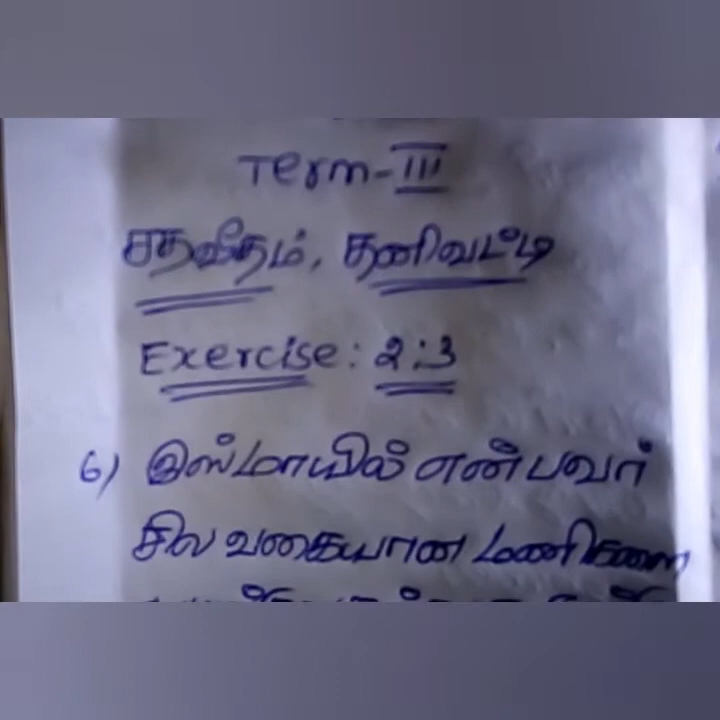 Term-III
சதவீதம், தனிவட்டி
Exercise: 2:3
6) இஸ்மாயில் என்பவர்
சில வகையான மணிகளை